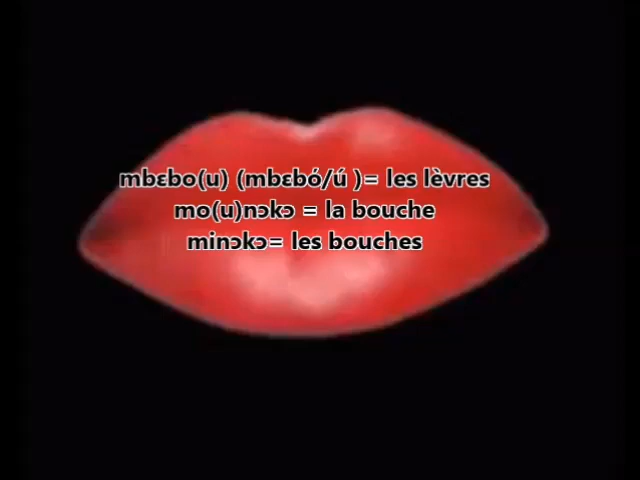 mbɛbo(u) (mbɛbó/ú )= les lèvres
mo(u)nɔkɔ = la bouche
minɔkɔ= les bouches